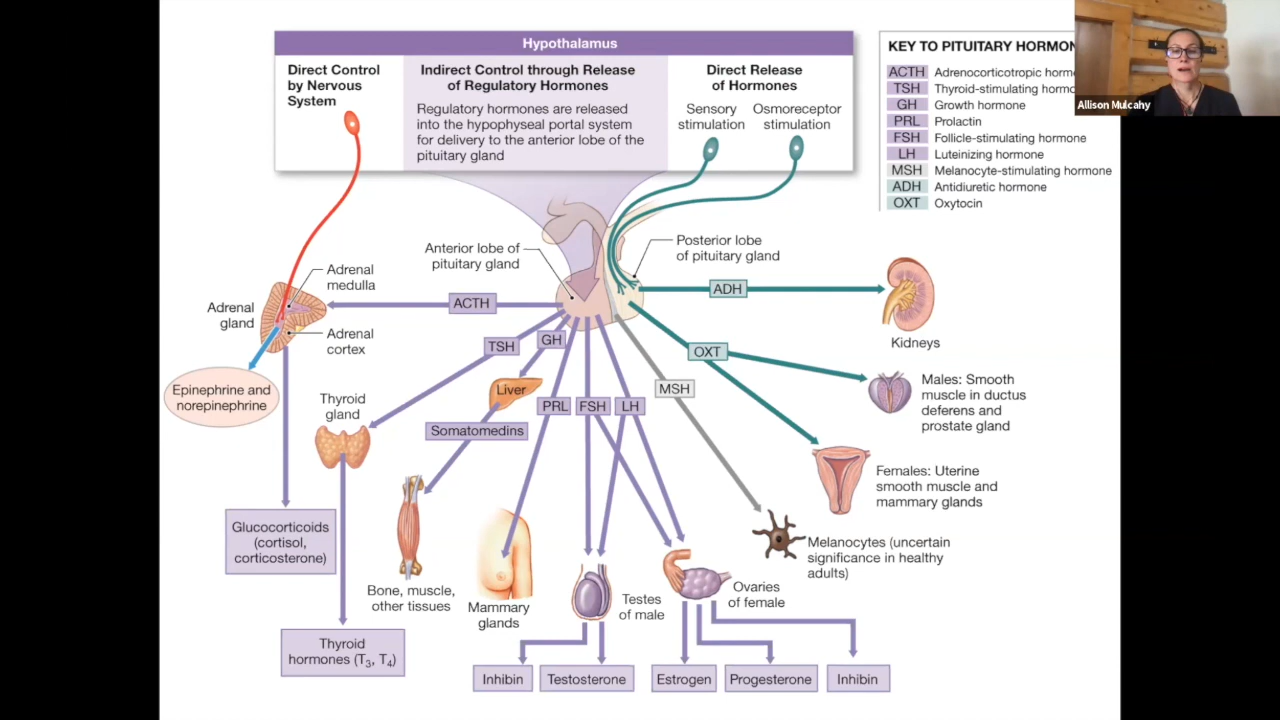 Hypothalamus
Direct Control
by Nervous
System
Indirect Control through Release
of Regulatory Hormones
Regulatory hormones are released
into the hypophyseal portal system
for delivery to the anterior lobe of the
pituitary gland
Direct Release
of Hormones
Sensory
stimulation
Osmoreceptor
stimulation
KEY TO PITUITARY HORMON
ACTH Adrenocorticotropic hormo
TSH Thyroid-stimulating hormo
GH Growth hormone
PRL Prolactin
FSH Follicle-stimulating hormone
LH Luteinizing hormone
MSH Melanocyte-stimulating hormone
ADH Antidiuretic hormone
OXT Oxytocin
Allison Mulcahy
Anterior lobe of
pituitary gland
Posterior lobe
of pituitary gland
Adrenal
medulla
Adrenal
gland
Adrenal
cortex
ACTH
ADH
Kidneys
TSH
GH
OXT
Epinephrine and
norepinephrine
Liver
MSH
Males: Smooth
muscle in ductus
deferens and
prostate gland
Thyroid
gland
PRL
FSH
LH
Somatomedins
Females: Uterine
smooth muscle and
mammary glands
Glucocorticoids
(cortisol,
corticosterone)
Melanocytes (uncertain
significance in healthy
adults)
Bone, muscle,
other tissues
Mammary
glands
Testes
of male
Ovaries
of female
Thyroid
hormones (T3, T4)
Inhibin
Testosterone
Estrogen
Progesterone
Inhibin